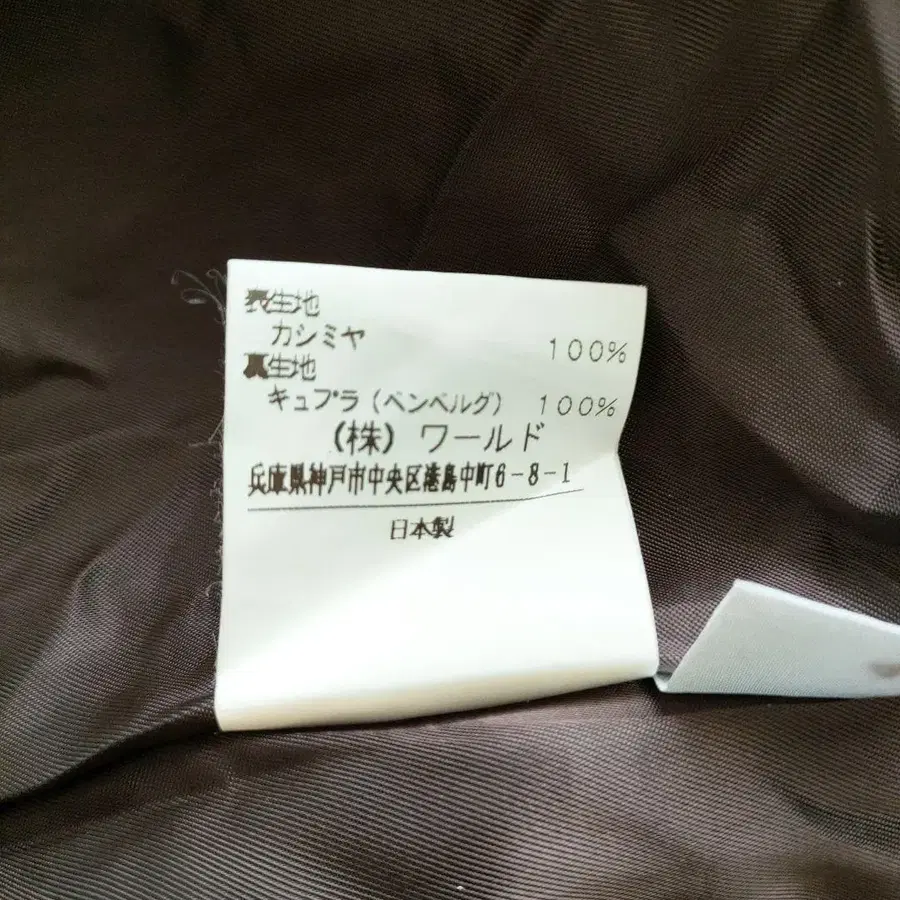 表生地
カシミヤ 100%
裏生地
キュプラ(ベンベルグ) 100%
(株)ワールド
兵庫県神戸市中央区港島中町6-8-1
日本製